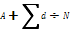 A + ∑ d ÷ N